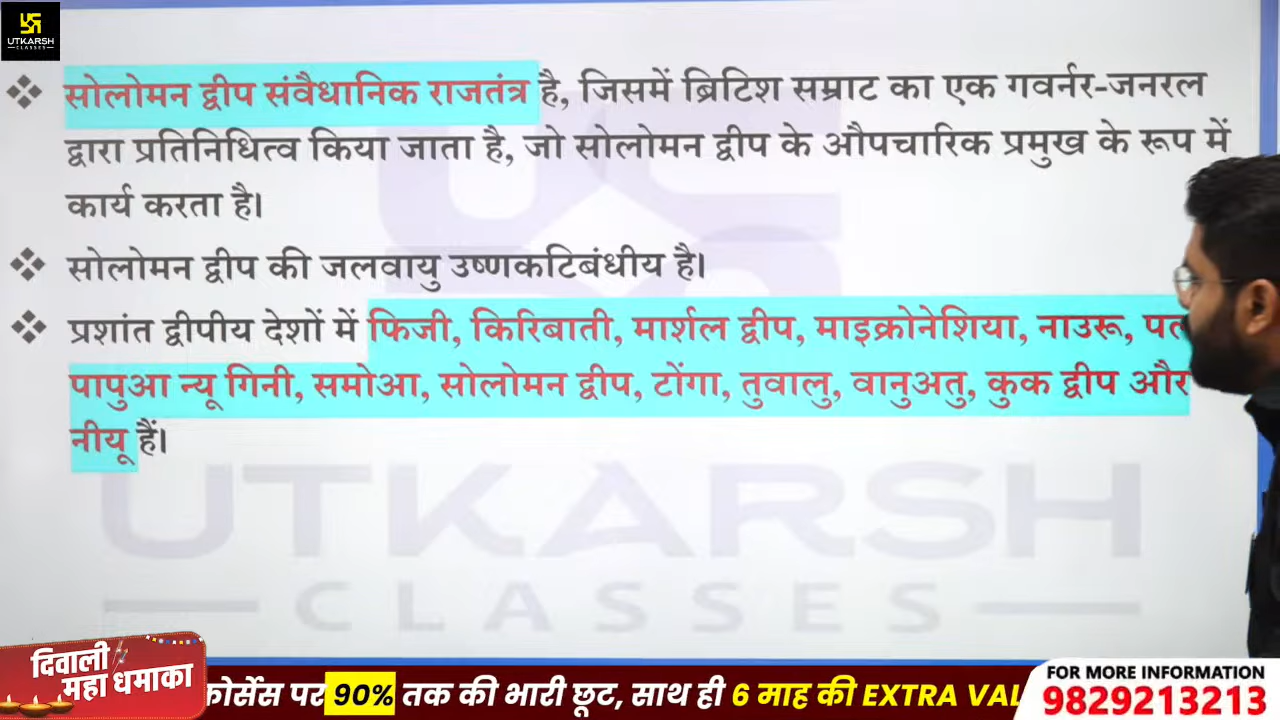 UTKARSH
CLASSES
❖ सोलोमन द्वीप संवैधानिक राजतंत्र है, जिसमें ब्रिटिश सम्राट का एक गवर्नर-जनरल
द्वारा प्रतिनिधित्व किया जाता है, जो सोलोमन द्वीप के औपचारिक प्रमुख के रूप में
कार्य करता है।
❖ सोलोमन द्वीप की जलवायु उष्णकटिबंधीय है।
❖ प्रशांत द्वीपीय देशों में फिजी, किरिबाती, मार्शल द्वीप, माइक्रोनेशिया, नाउरू,
पापुआ न्यू गिनी, समोआ, सोलोमन द्वीप, टोंगा, तुवालु, वानुअतु, कुक द्वीप और
नीयू हैं।
UTKARSH
CLASSES
दिवाली
महा धमाका
कोर्सेस पर 90% तक की भारी छूट, साथ ही 6 माह की EXTRA
FOR MORE INFORMATION
9829213213